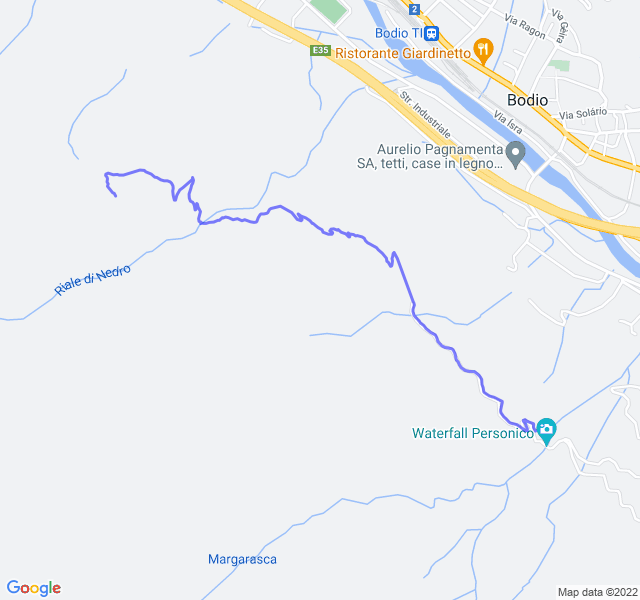 2
Bodio TI
Via Ragon
Via Gèira
E35
Ristorante Giardinetto
Str. Industriale
Bodio
Via Isra
Via Solário
Aurelio Pagnamenta
SA, tetti, case in legno...
Riale di Nedro
Waterfall Personico
Margarasca
Google
Map data ©2022